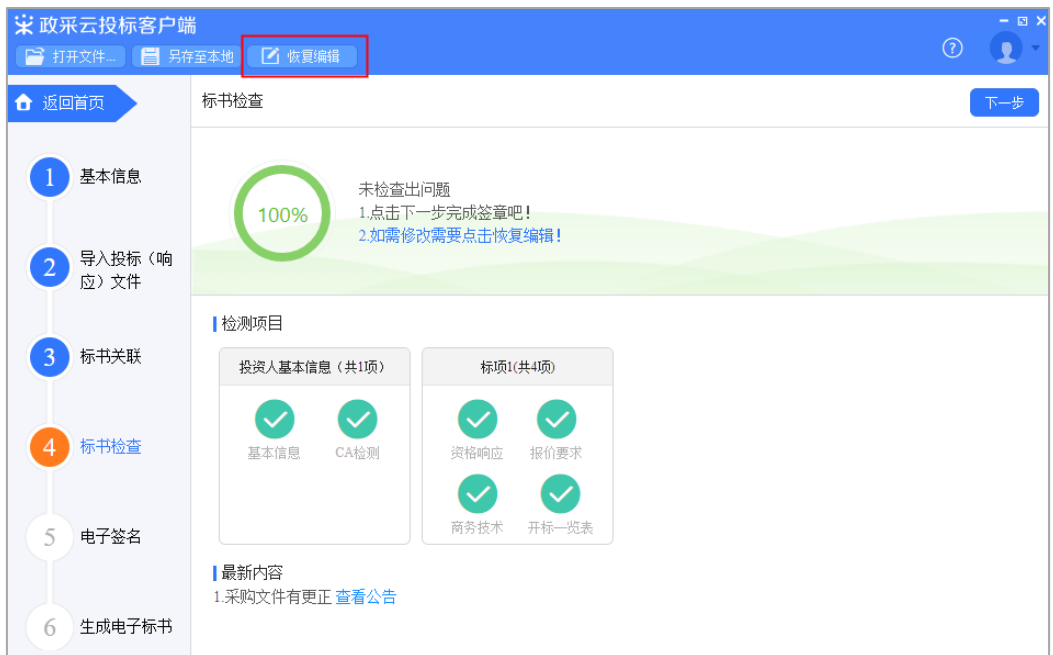 政采云投标客户端
打开文件... 另存至本地 恢复编辑
返回首页
标书检查
下一步
1 基本信息
2 导入投标（响
应）文件
3 标书关联
4 标书检查
5 电子签名
6 生成电子标书
100%
未检查出问题
1.点击下一步完成签章吧！
2.如需修改需要点击恢复编辑！
检测项目
投资人基本信息（共1项）
基本信息 CA检测
标项1(共4项)
资格响应 报价要求
商务技术 开标一览表
最新内容
1.采购文件有更正 查看公告